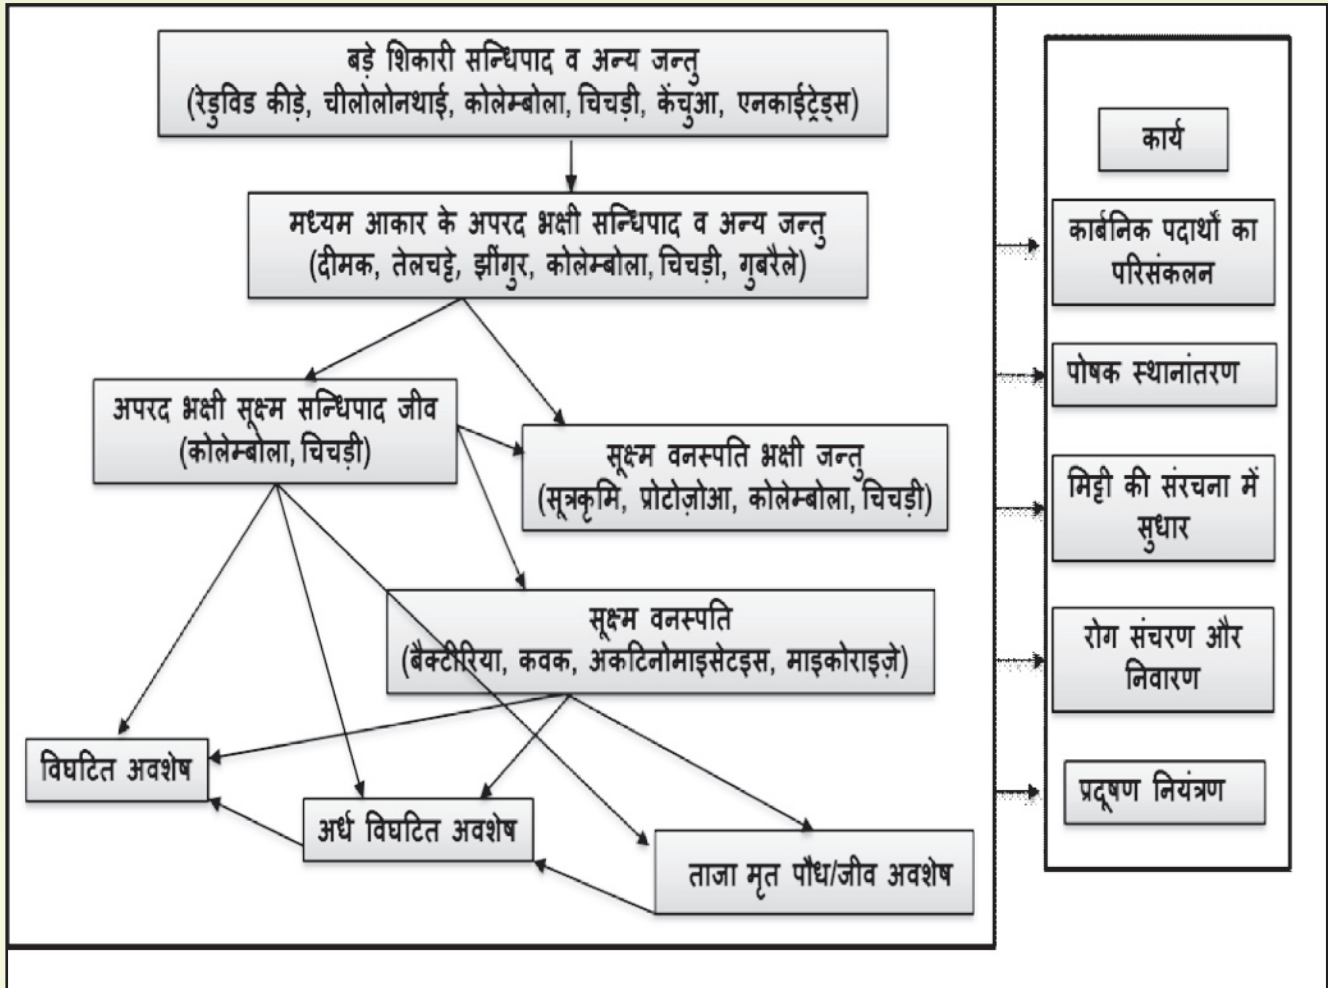 बड़े शिकारी सन्धिपाद व अन्य जन्तु
(रेडुविड कीड़े, चीलोलोनथाई, कोलेम्बोला, चिचड़ी, केंचुआ, एनकाईट्रेड्स)
मध्यम आकार के अपरद भक्षी सन्धिपाद व अन्य जन्तु
(दीमक, तेलचट्टे, झींगुर, कोलेम्बोला, चिचड़ी, गुबरैले)
अपरद भक्षी सूक्ष्म सन्धिपाद जीव
(कोलेम्बोला, चिचड़ी)
सूक्ष्म वनस्पति भक्षी जन्तु
(सूत्रकृमि, प्रोटोज़ोआ, कोलेम्बोला, चिचड़ी)
सूक्ष्म वनस्पति
(बैक्टीरिया, कवक, अकटिनोमाइसेटइस, माइकोराइज़े)
विघटित अवशेष
अर्ध विघटित अवशेष
ताजा मृत पौध/जीव अवशेष
कार्य
कार्बनिक पदार्थों का
परिसंकलन
पोषक स्थानांतरण
मिट्टी की संरचना में
सुधार
रोग संचरण और
निवारण
प्रदूषण नियंत्रण